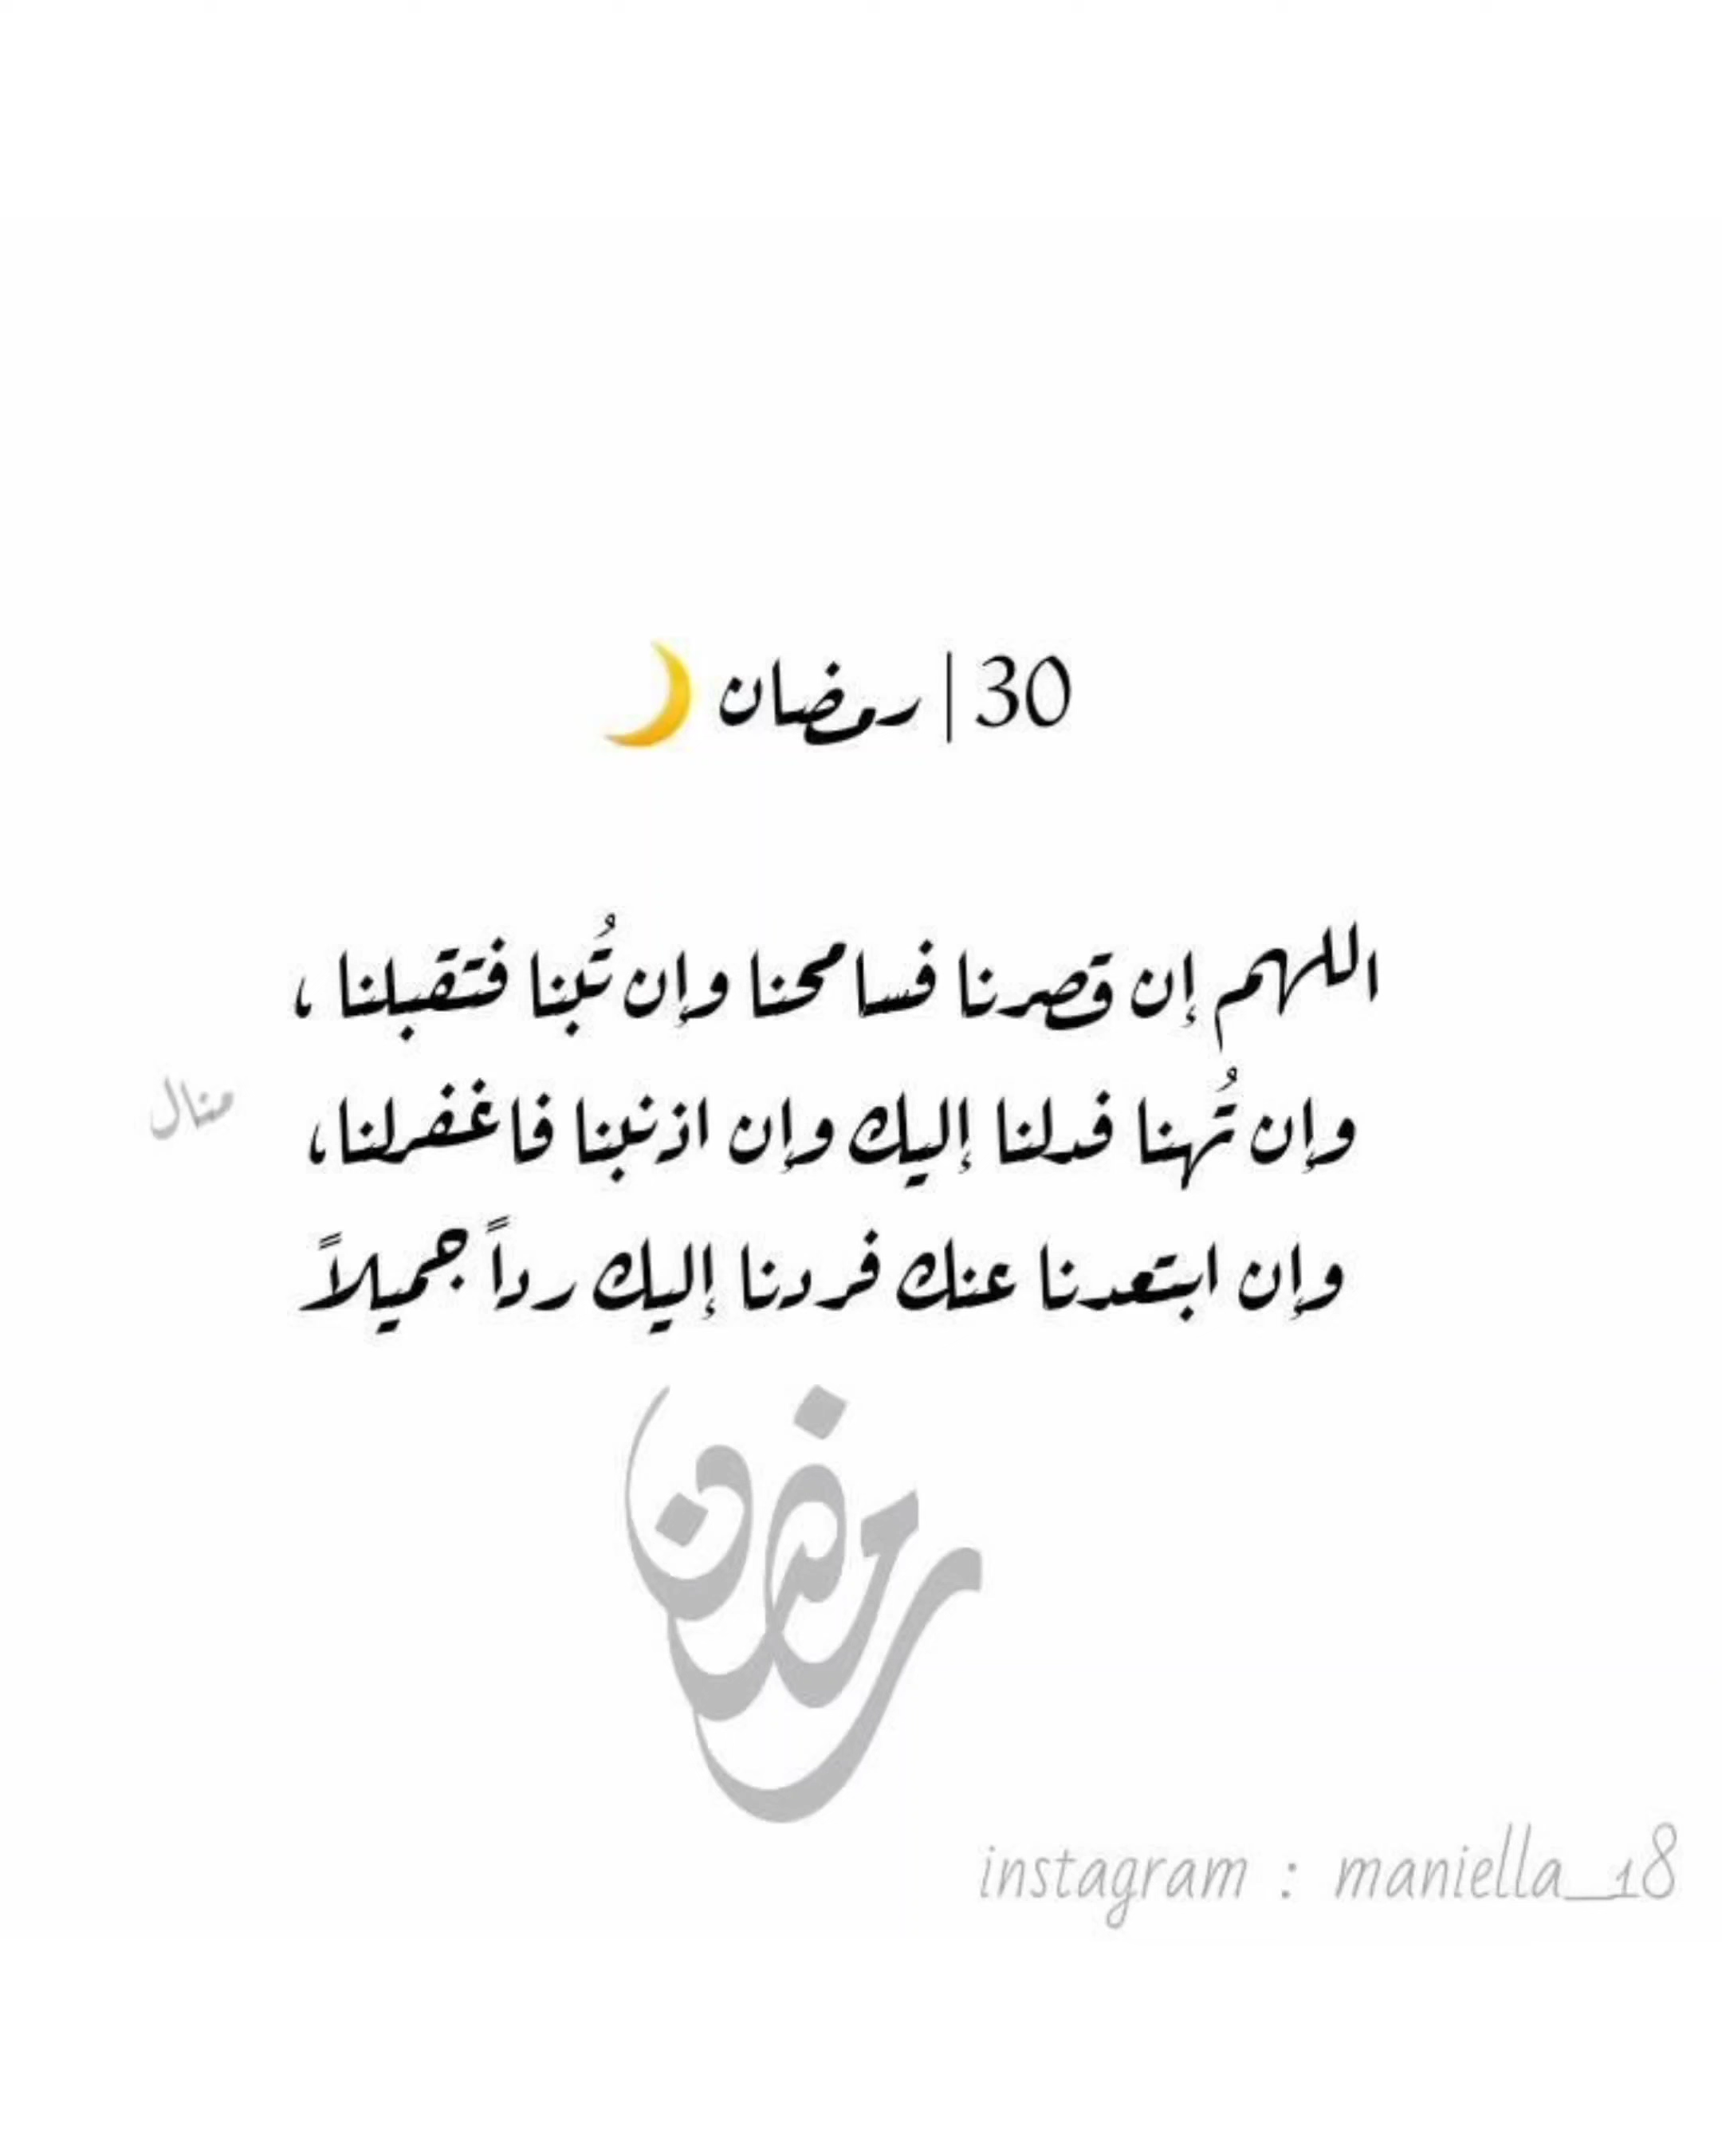 30 | رمضان 🌙
اللهم إن قصرنا فسامحنا وإن تُبنا فتقبلنا ،
وإن تُهنا فدلنا إليك وإن اذنبنا فاغفرلنا،
منال
وإن ابتعدنا عنك فردنا إليك رداً جميلاً
رمضان
instagram : maniella_18